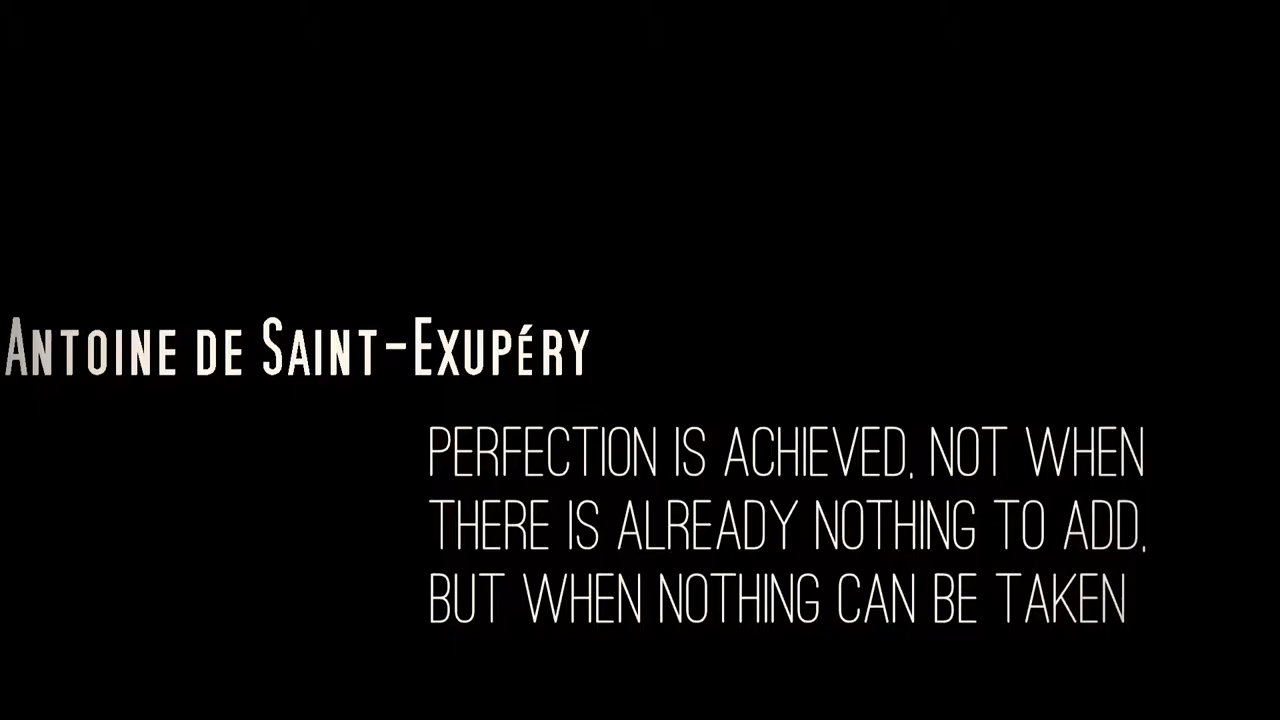 Antoine de Saint-Exupéry
PERFECTION IS ACHIEVED, NOT WHEN
THERE IS ALREADY NOTHING TO ADD,
BUT WHEN NOTHING CAN BE TAKEN